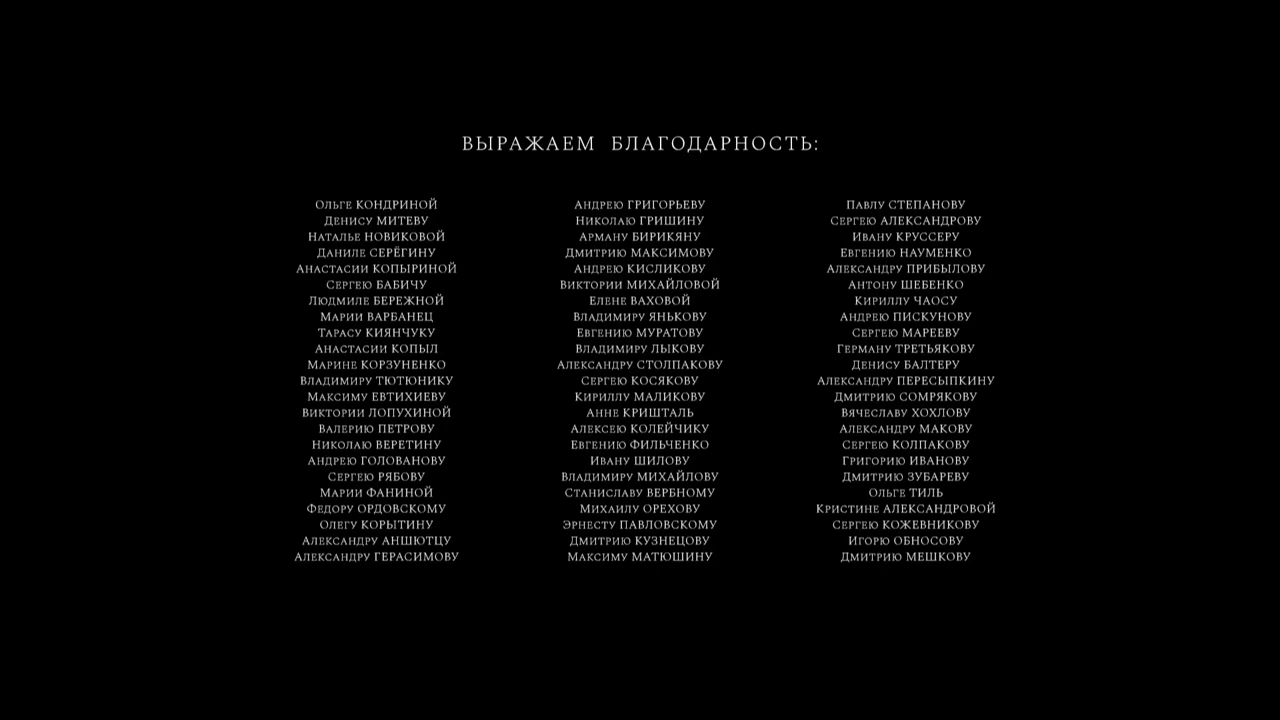 ВЫРАЖАЕМ БЛАГОДАРНОСТЬ:
Ольге КОНДРИНОЙ
Денису МИТЕВУ
Наталье НОВИКОВОЙ
Даниле СЕРЁГИНУ
Анастасии КОПЫРИНОЙ
Сергею БАБИЧУ
Людмиле БЕРЕЖНОЙ
Марии ВАРБАНЕЦ
Тарасу КИЯНЧУКУ
Анастасии КОПЫЛ
Марине КОРЗУНЕНКО
Владимиру ТЮТЮНИКУ
Максиму ЕВТИХИЕВУ
Виктории ЛОПУХИНОЙ
Валерию ПЕТРОВУ
Николаю ВЕРЕТИНУ
Андрею ГОЛОВАНОВУ
Сергею РЯБОВУ
Марии ФАНИНОЙ
Федору ОРДОВСКОМУ
Олегу КОРЫТИНУ
Александру АНШЮТЦУ
Александру ГЕРАСИМОВУ
Андрею ГРИГОРЬЕВУ
Николаю ГРИШИНУ
Арману БИРИКЯНУ
Дмитрию МАКСИМОВУ
Андрею КИСЛИКОВУ
Виктории МИХАЙЛОВОЙ
Елене ВАХОВОЙ
Владимиру ЯНЬКОВУ
Евгению МУРАТОВУ
Владимиру ЛЫКОВУ
Александру СТОЛПАКОВУ
Сергею КОСЯКОВУ
Кириллу МАЛИКОВУ
Анне КРИШТАЛЬ
Алексею КОЛЕЙЧИКУ
Евгению ФИЛЬЧЕНКО
Ивану ШИЛОВУ
Владимиру МИХАЙЛОВУ
Станиславу ВЕРБНОМУ
Михаилу ОРЕХОВУ
Эрнесту ПАВЛОВСКОМУ
Дмитрию КУЗНЕЦОВУ
Максиму МАТЮШИНУ
Павлу СТЕПАНОВУ
Сергею АЛЕКСАНДРОВУ
Ивану КРУССЕРУ
Евгению НАУМЕНКО
Александру ПРИБЫЛОВУ
Антону ШЕБЕНКО
Кириллу ЧАОСУ
Андрею ПИСКУНОВУ
Сергею МАРЕЕВУ
Герману ТРЕТЬЯКОВУ
Денису БАЛТЕРУ
Александру ПЕРЕСЫПКИНУ
Дмитрию СОМРЯКОВУ
Вячеславу ХОХЛОВУ
Александру МАКОВУ
Сергею КОЛПАКОВУ
Григорию ИВАНОВУ
Дмитрию ЗУБАРЕВУ
Ольге ТИЛЬ
Кристине АЛЕКСАНДРОВОЙ
Сергею КОЖЕВНИКОВУ
Игорю ОБНОСОВУ
Дмитрию МЕШКОВУ